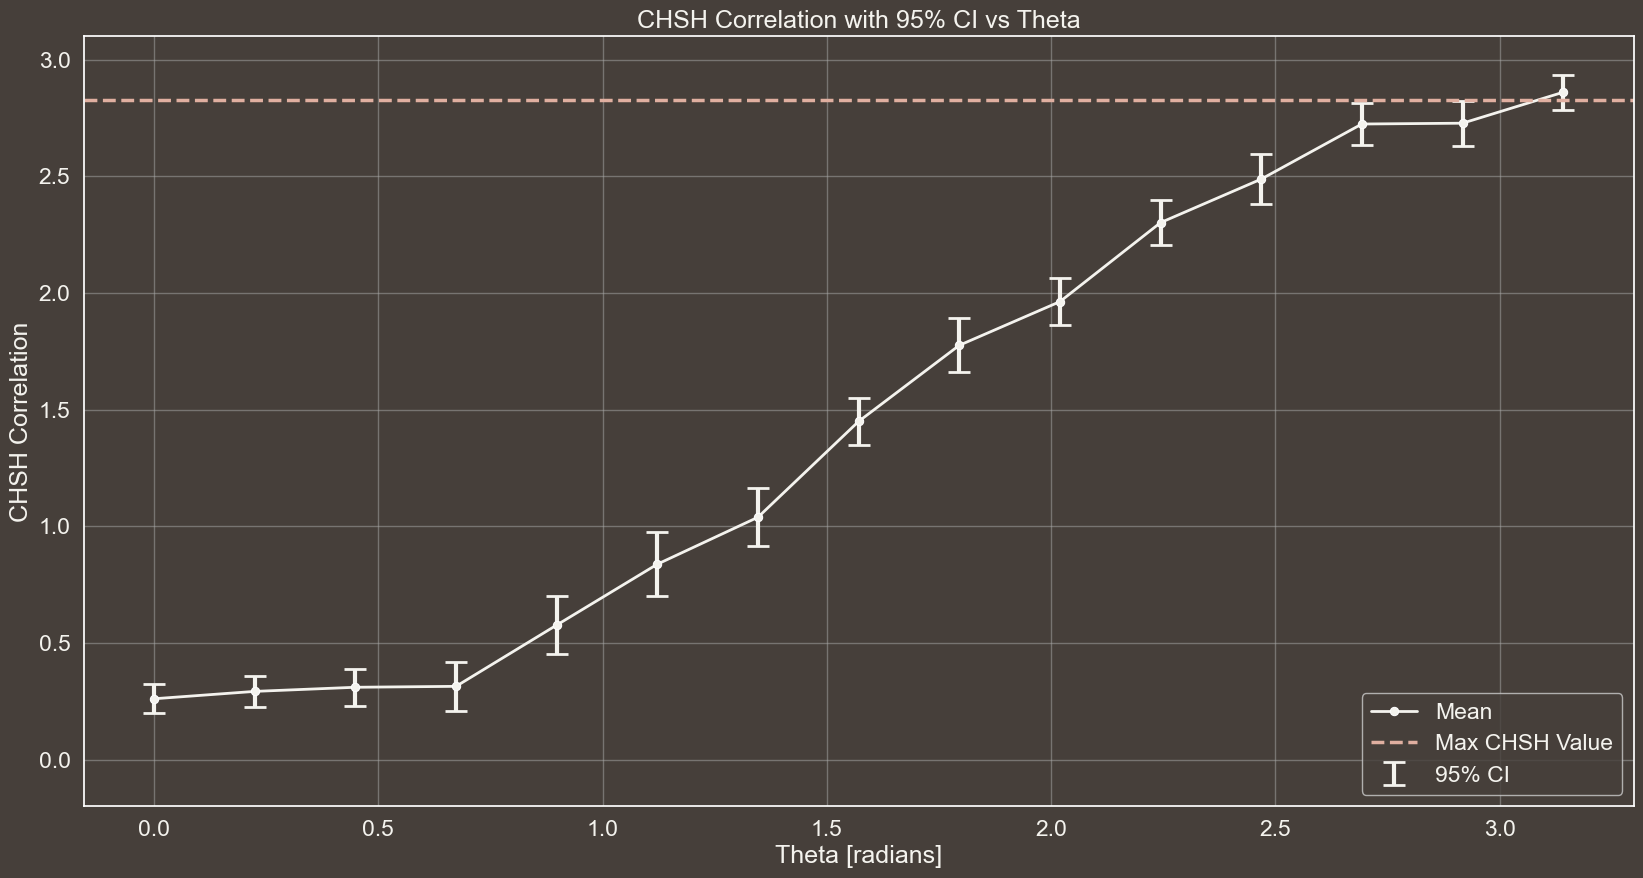 CHSH Correlation with 95% CI vs Theta
3.0
2.5
2.0
1.5
1.0
0.5
0.0
CHSH Correlation
Mean
Max CHSH Value
95% CI
0.0 0.5 1.0 1.5 2.0 2.5 3.0
Theta [radians]